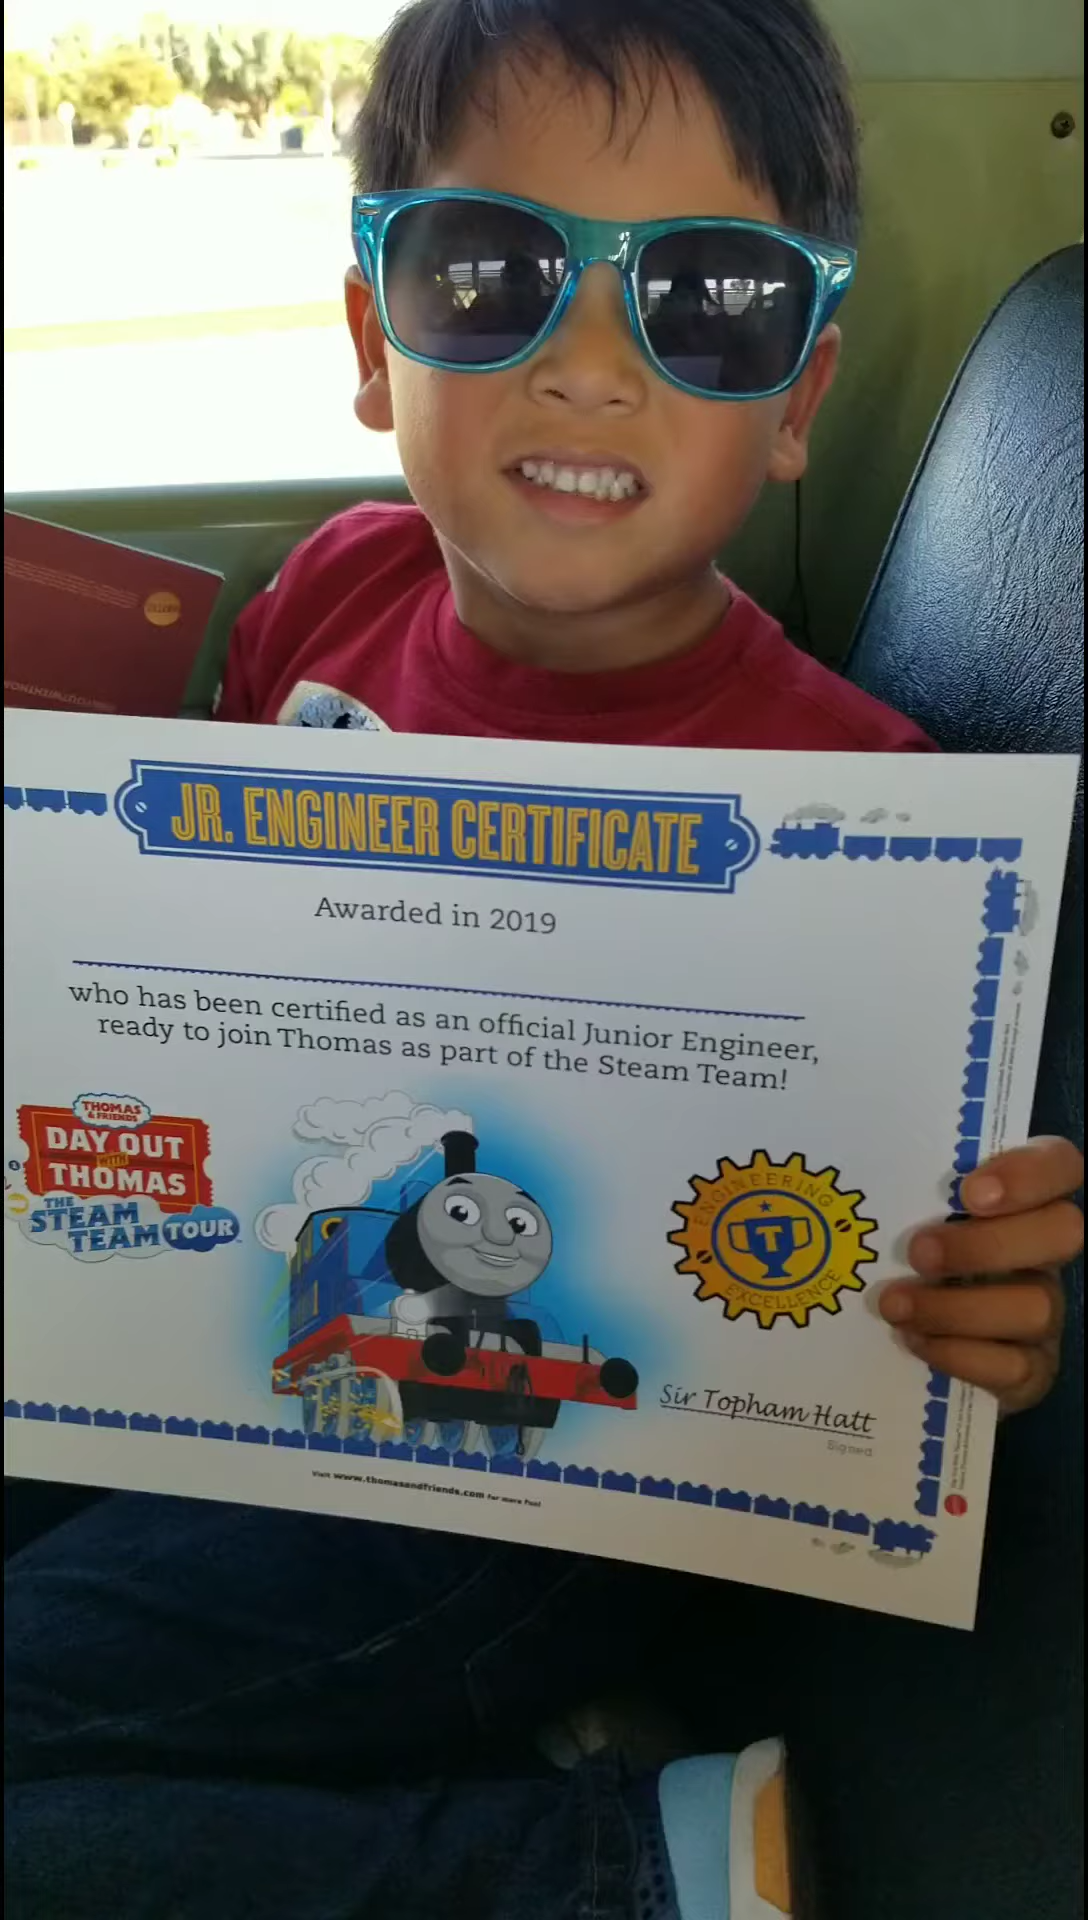 JR. ENGINEER CERTIFICATE
Awarded in 2019
who has been certified as an official Junior Engineer,
ready to join Thomas as part of the Steam Team!
THOMAS
& FRIENDS
DAY OUT
WITH
THOMAS
THE
STEAM
TEAM TOUR
ENGINEERING
T
EXCELLENCE
Sir Topham Hatt
Signed
Visit www.thomasandfriends.com for more fun!